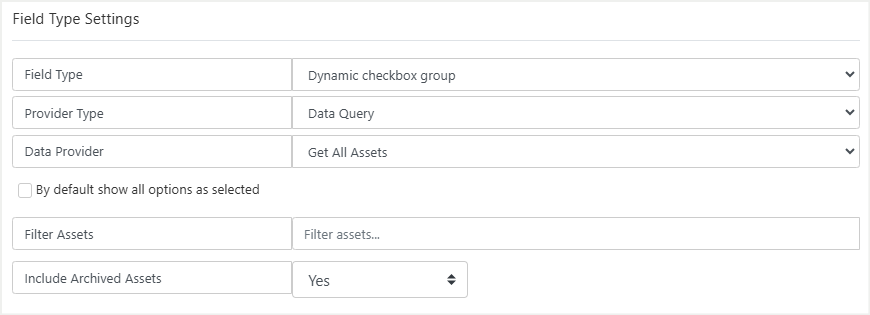 Field Type Settings
Field Type Dynamic checkbox group
Provider Type Data Query
Data Provider Get All Assets
By default show all options as selected
Filter Assets Filter assets...
Include Archived Assets Yes